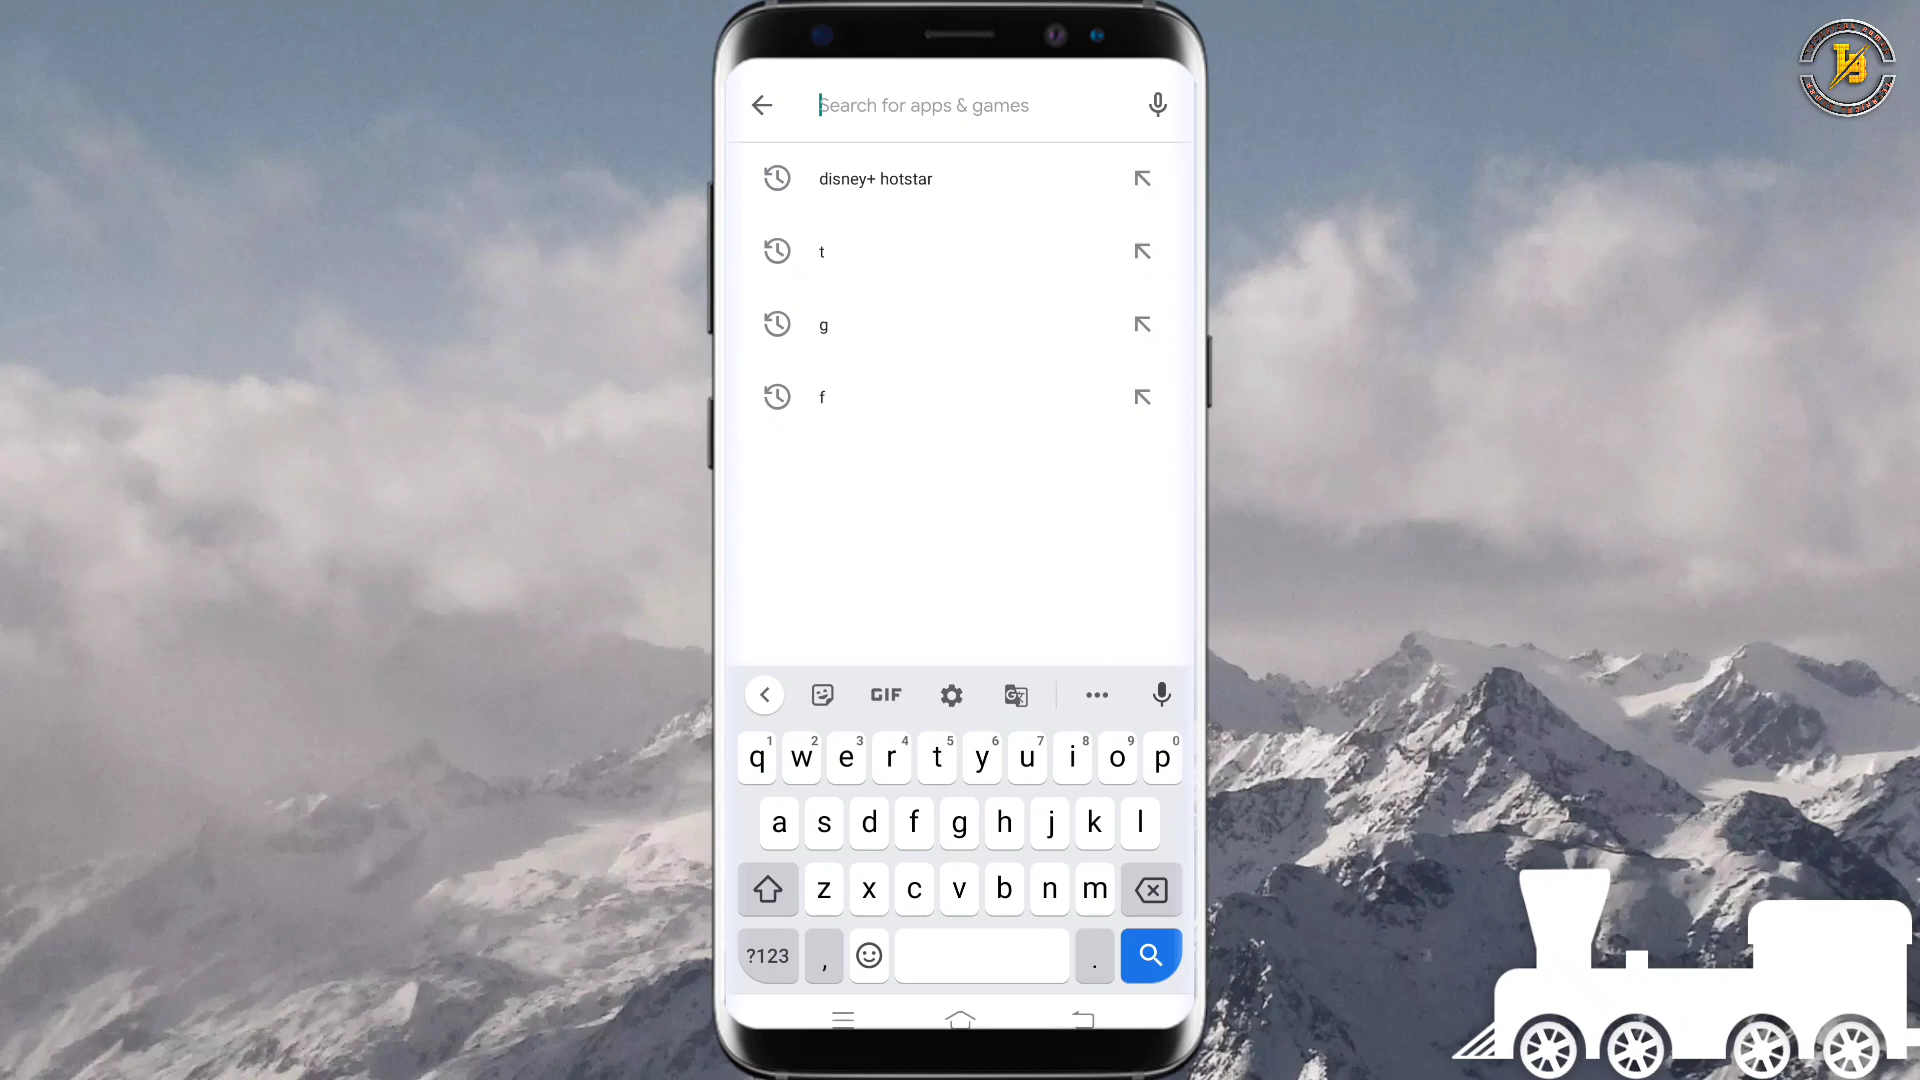 Search for apps & games
disney+ hotstar
t
g
f
GIF
1 2 3 4 5 6 7 8 9 0
q w e r t y u i o p
a s d f g h j k l
z x c v b n m
?123 , .